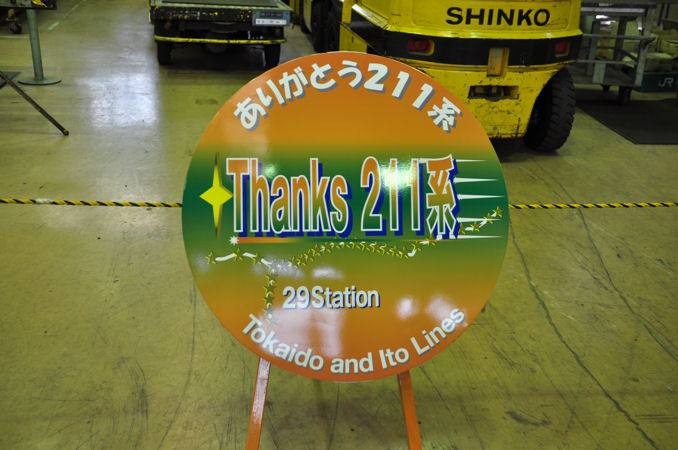 SHINKO
ありがとう211系
Thanks 211系
29Station
Tokaido and Ito Lines
JR